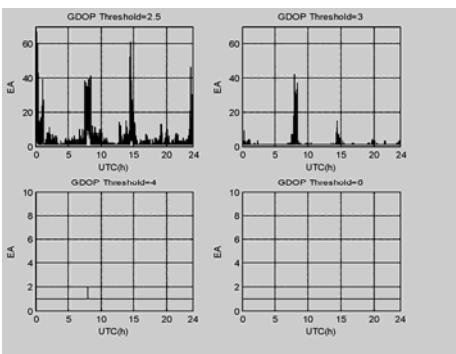 GDOP Threshold=2.5
60
40
20
0
EA
0 5 10 15 20 24
UTC(h)
GDOP Threshold=3
60
40
20
0
EA
0 5 10 15 20 24
UTC(h)
GDOP Threshold=4
10
8
6
4
2
0
EA
0 5 10 15 20 24
UTC(h)
GDOP Threshold=6
10
8
6
4
2
0
EA
0 5 10 15 20 24
UTC(h)